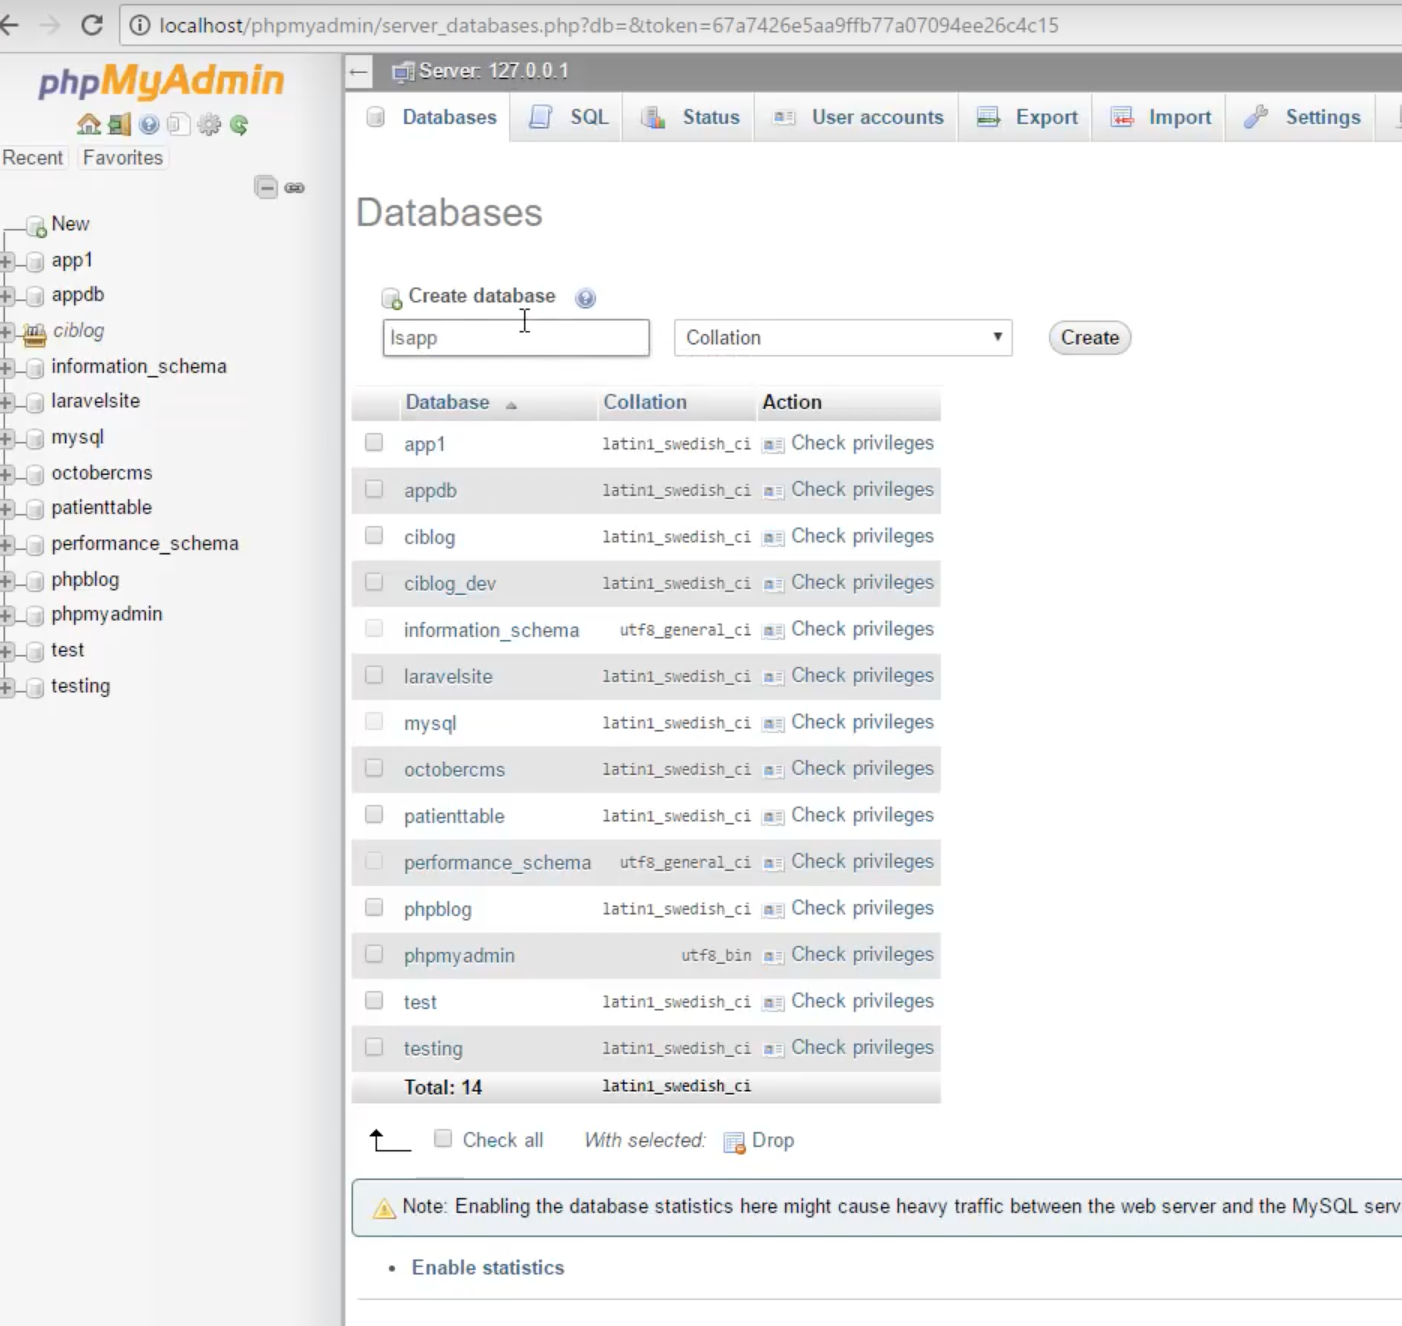 localhost/phpmyadmin/server_databases.php?db=&token=67a7426e5aa9ffb77a07094ee26c4c15
phpMyAdmin
Recent Favorites
New
app1
appdb
ciblog
information_schema
laravelsite
mysql
octobercms
patienttable
performance_schema
phpblog
phpmyadmin
test
testing
Server: 127.0.0.1
Databases SQL Status User accounts Export Import Settings
Databases
Create database
lsapp Collation Create
Database Collation Action
app1 latin1_swedish_ci Check privileges
appdb latin1_swedish_ci Check privileges
ciblog latin1_swedish_ci Check privileges
ciblog_dev latin1_swedish_ci Check privileges
information_schema utf8_general_ci Check privileges
laravelsite latin1_swedish_ci Check privileges
mysql latin1_swedish_ci Check privileges
octobercms latin1_swedish_ci Check privileges
patienttable latin1_swedish_ci Check privileges
performance_schema utf8_general_ci Check privileges
phpblog latin1_swedish_ci Check privileges
phpmyadmin utf8_bin Check privileges
test latin1_swedish_ci Check privileges
testing latin1_swedish_ci Check privileges
Total: 14 latin1_swedish_ci
Check all With selected: Drop
Note: Enabling the database statistics here might cause heavy traffic between the web server and the MySQL serv
• Enable statistics